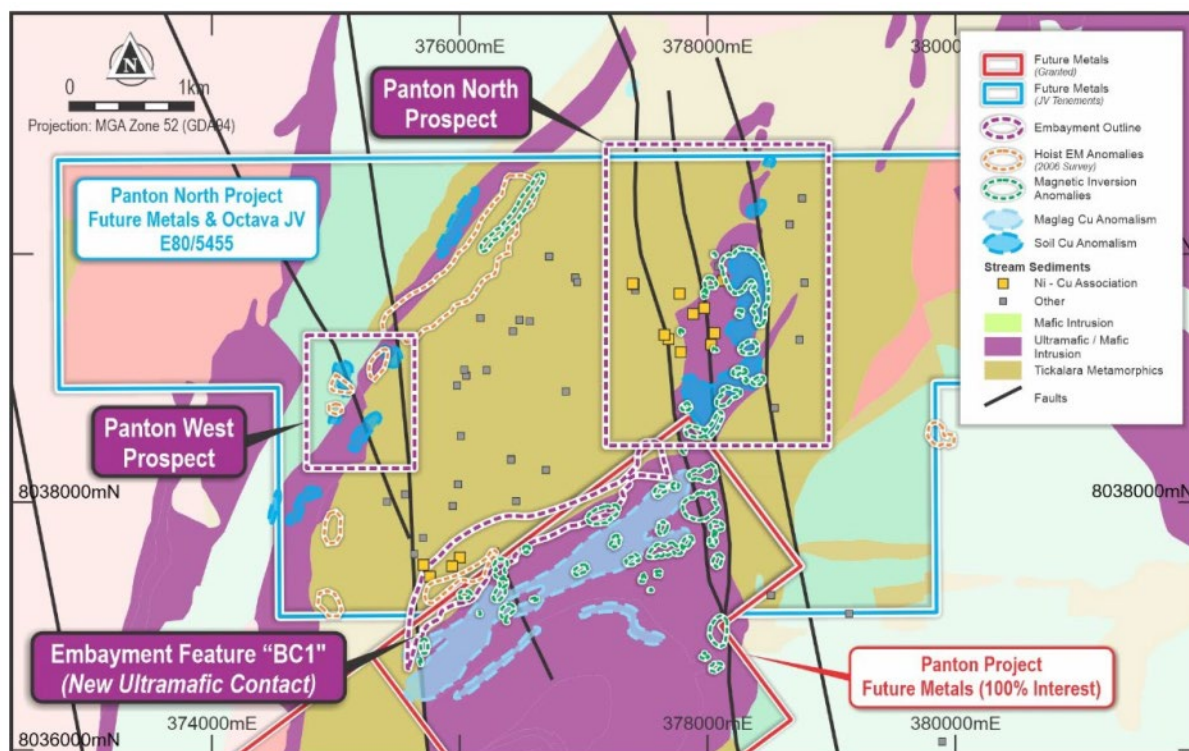 376000mE
378000mE
380
N
0
1km
Projection: MGA Zone 52 (GDA94)
Panton North
Prospect
Panton North Project
Future Metals & Octava JV
E80/5455
Panton West
Prospect
8038000mN
8038000mN
Embayment Feature “BC1"
(New Ultramafic Contact)
Panton Project
Future Metals (100% Interest)
374000mE
378000mE
380000mE
8036000mN
Future Metals
(Granted)
Future Metals
(JV Tenements)
Embayment Outline
Hoist EM Anomalies
(2006 Survey)
Magnetic Inversion
Anomalies
Maglag Cu Anomalism
Soil Cu Anomalism
Stream Sediments
Ni - Cu Association
Other
Mafic Intrusion
Ultramafic / Mafic
Intrusion
Tickalara Metamorphics
Faults